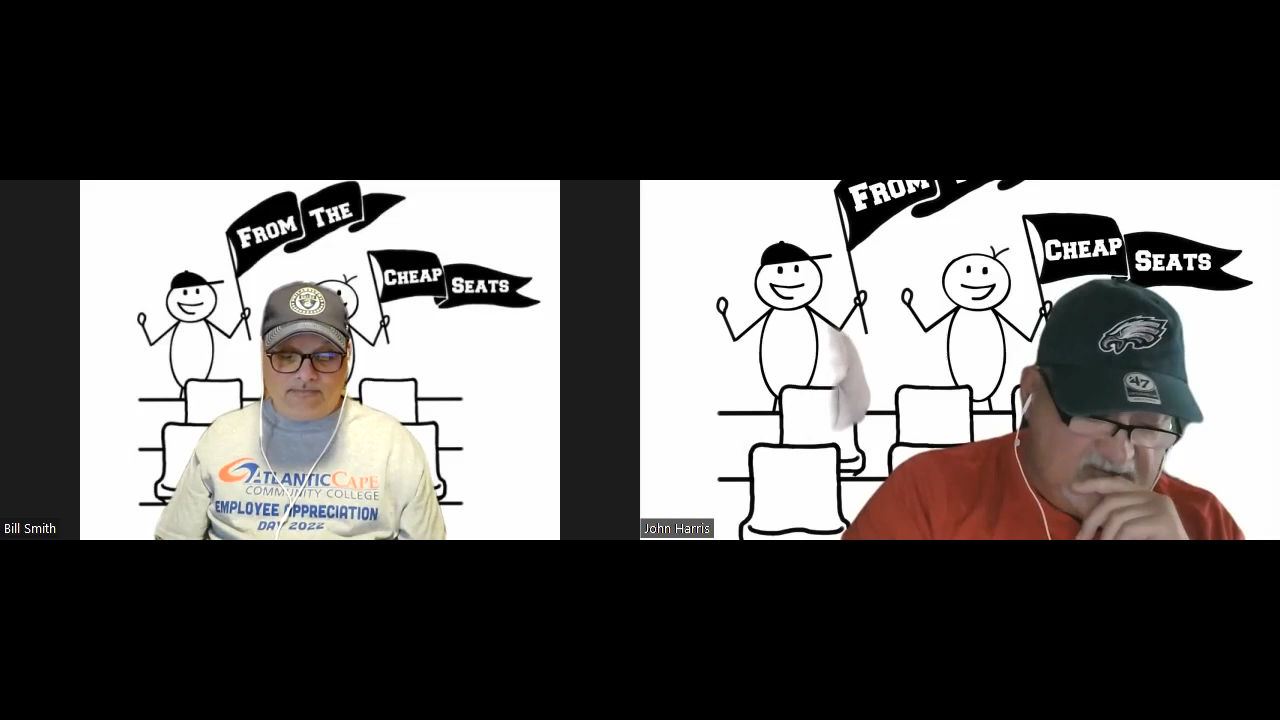 FROM THE
CHEAP SEATS
ATLANTICCAPE
COMMUNITY COLLEGE
EMPLOYEE APPRECIATION
DAY 2022
Bill Smith
FROM
CHEAP SEATS
47
John Harris